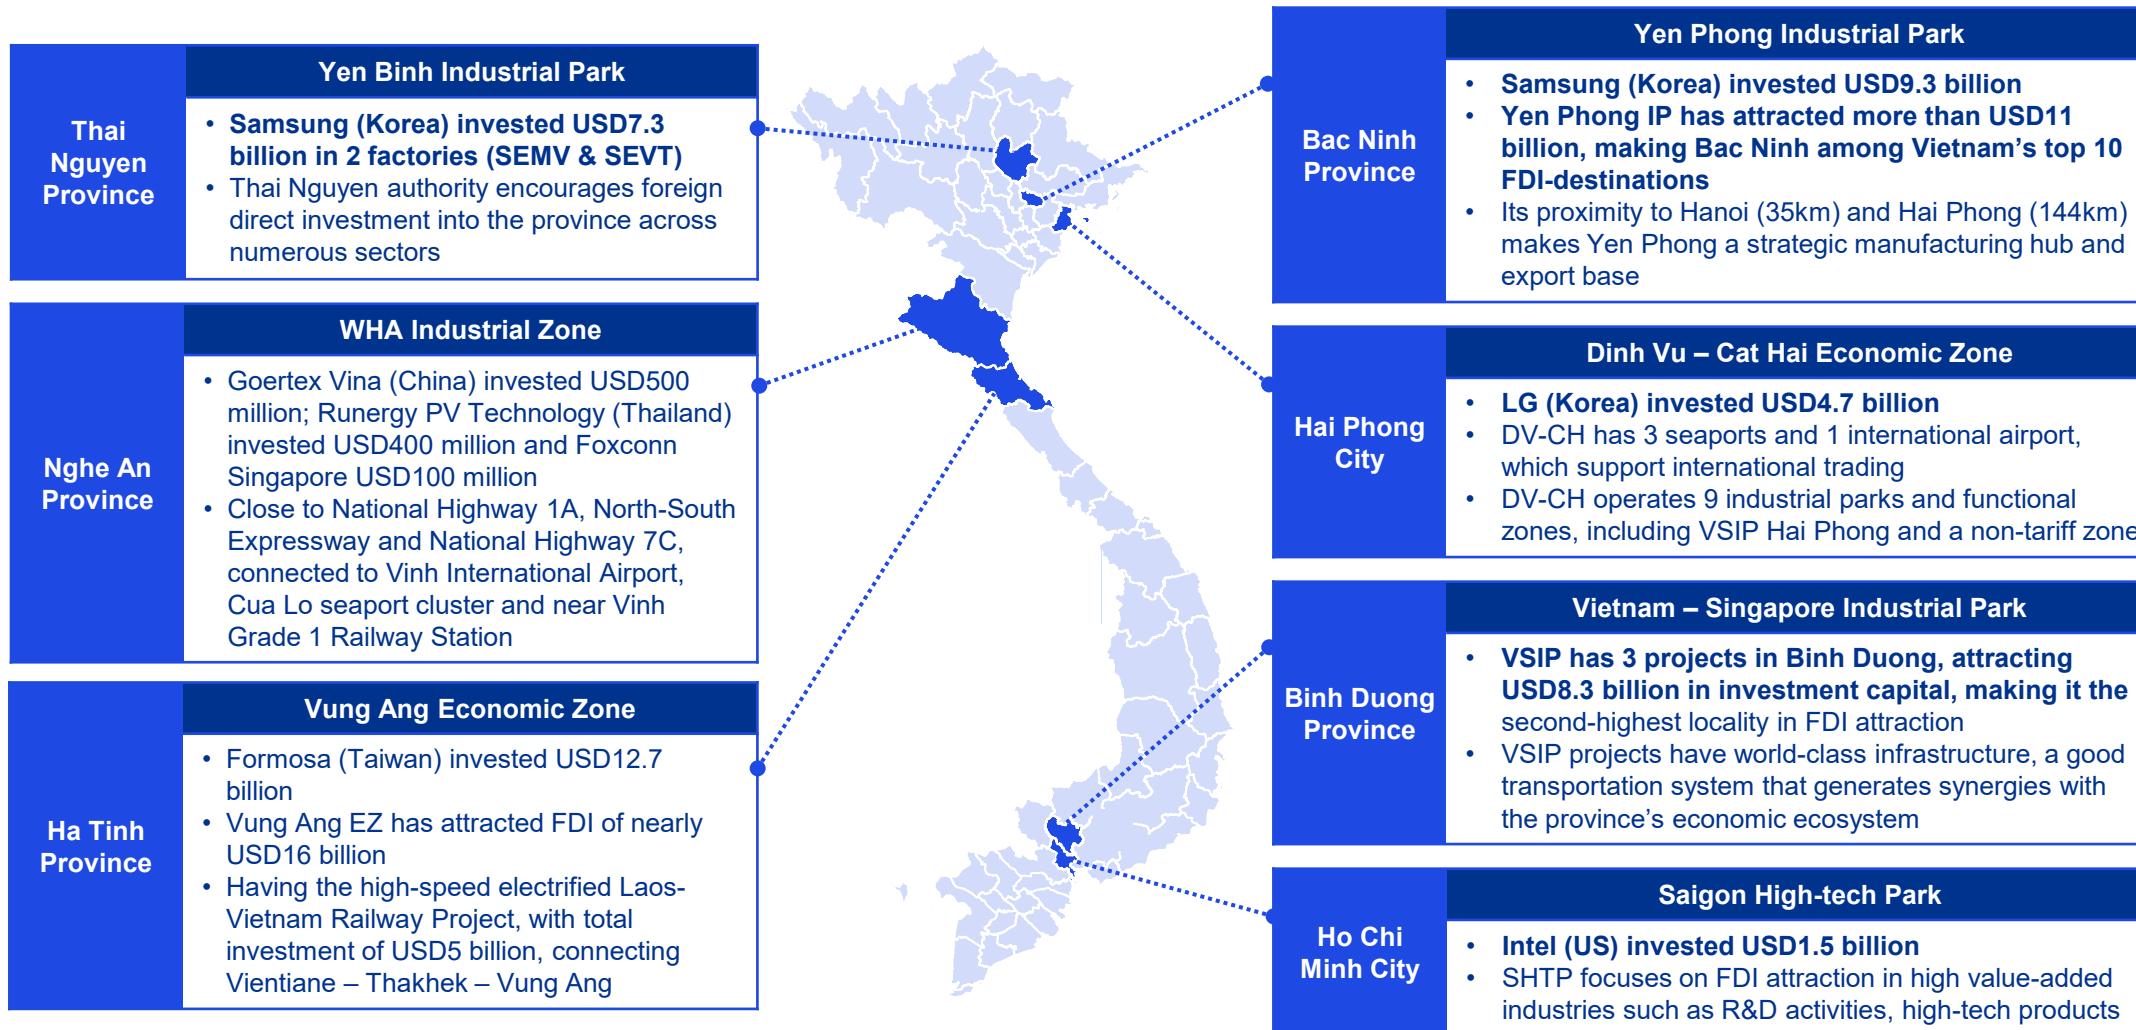 Thai
Nguyen
Province
Yen Binh Industrial Park
• Samsung (Korea) invested USD7.3
billion in 2 factories (SEMV & SEVT)
• Thai Nguyen authority encourages foreign
direct investment into the province across
numerous sectors
Nghe An
Province
WHA Industrial Zone
• Goertex Vina (China) invested USD500
million; Runergy PV Technology (Thailand)
invested USD400 million and Foxconn
Singapore USD100 million
• Close to National Highway 1A, North-South
Expressway and National Highway 7C,
connected to Vinh International Airport,
Cua Lo seaport cluster and near Vinh
Grade 1 Railway Station
Ha Tinh
Province
Vung Ang Economic Zone
• Formosa (Taiwan) invested USD12.7
billion
• Vung Ang EZ has attracted FDI of nearly
USD16 billion
• Having the high-speed electrified Laos-
Vietnam Railway Project, with total
investment of USD5 billion, connecting
Vientiane – Thakhek – Vung Ang
Bac Ninh
Province
Yen Phong Industrial Park
• Samsung (Korea) invested USD9.3 billion
• Yen Phong IP has attracted more than USD11
billion, making Bac Ninh among Vietnam’s top 10
FDI-destinations
• Its proximity to Hanoi (35km) and Hai Phong (144km)
makes Yen Phong a strategic manufacturing hub and
export base
Hai Phong
City
Dinh Vu – Cat Hai Economic Zone
• LG (Korea) invested USD4.7 billion
• DV-CH has 3 seaports and 1 international airport,
which support international trading
• DV-CH operates 9 industrial parks and functional
zones, including VSIP Hai Phong and a non-tariff zone
Binh Duong
Province
Vietnam – Singapore Industrial Park
• VSIP has 3 projects in Binh Duong, attracting
USD8.3 billion in investment capital, making it the
second-highest locality in FDI attraction
• VSIP projects have world-class infrastructure, a good
transportation system that generates synergies with
the province’s economic ecosystem
Ho Chi
Minh City
Saigon High-tech Park
• Intel (US) invested USD1.5 billion
• SHTP focuses on FDI attraction in high value-added
industries such as R&D activities, high-tech products